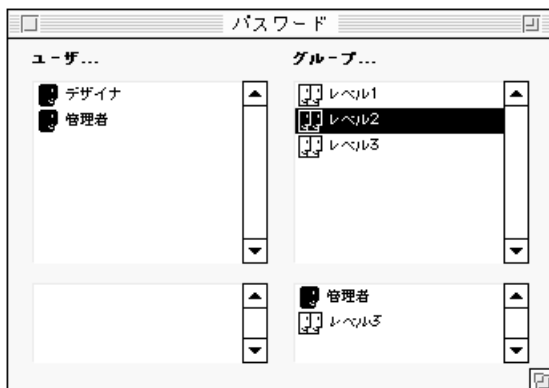 パスワード
ユーザ...
デザイナ
管理者
グループ...
レベル1
レベル2
レベル3
管理者
レベル3